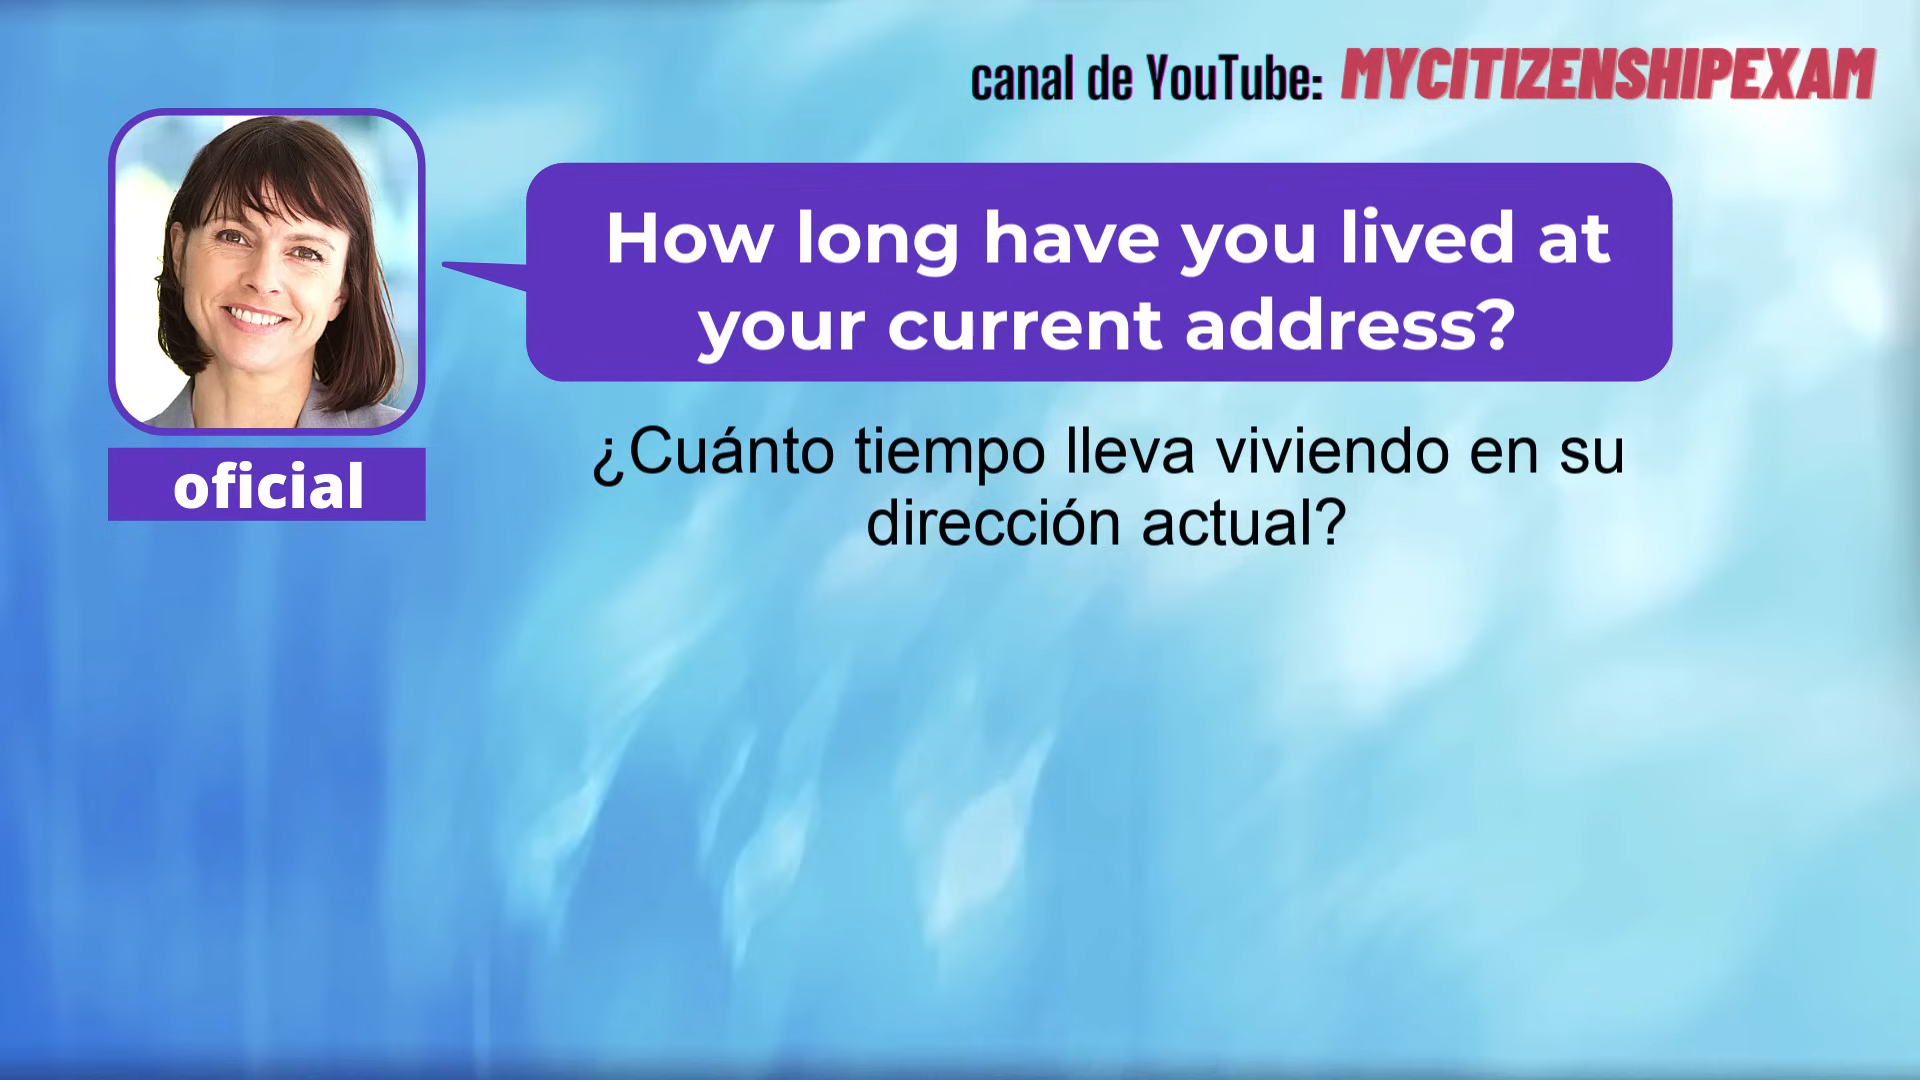 canal de YouTube: MYCITIZENSHIPEXAM
How long have you lived at
your current address?
oficial
¿Cuánto tiempo lleva viviendo en su
dirección actual?